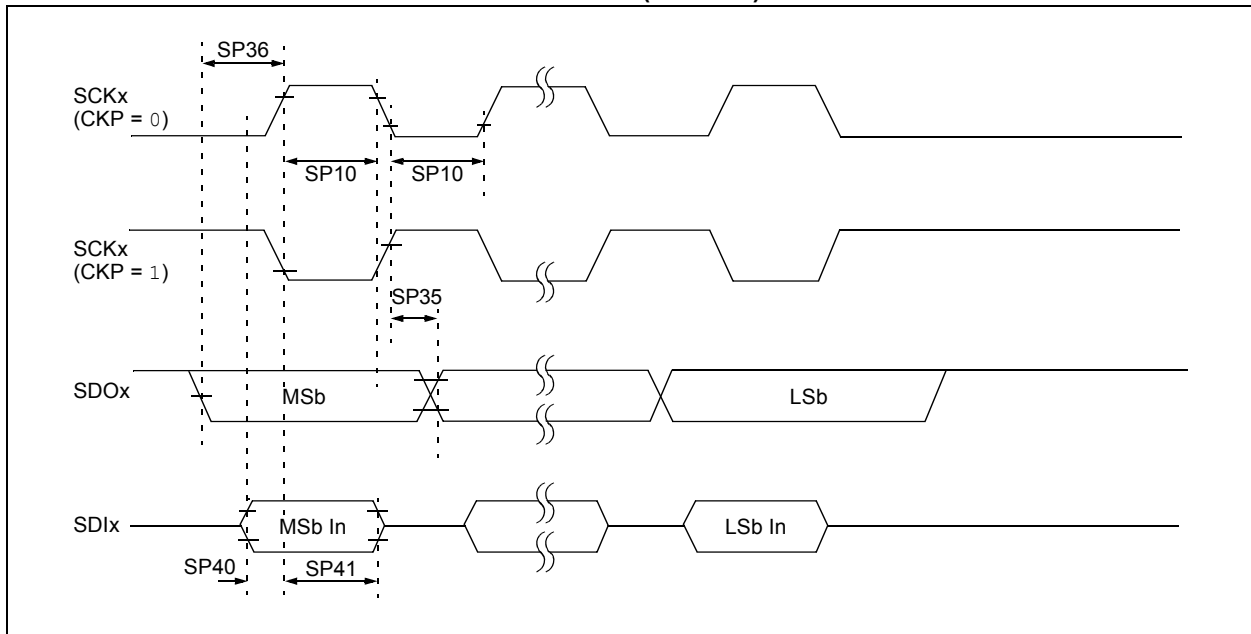 SP36
SCKx
(CKP = 0)
SP10
SP10
SCKx
(CKP = 1)
SP35
SDOx
MSb
LSb
SDIx
MSb In
LSb In
SP40
SP41